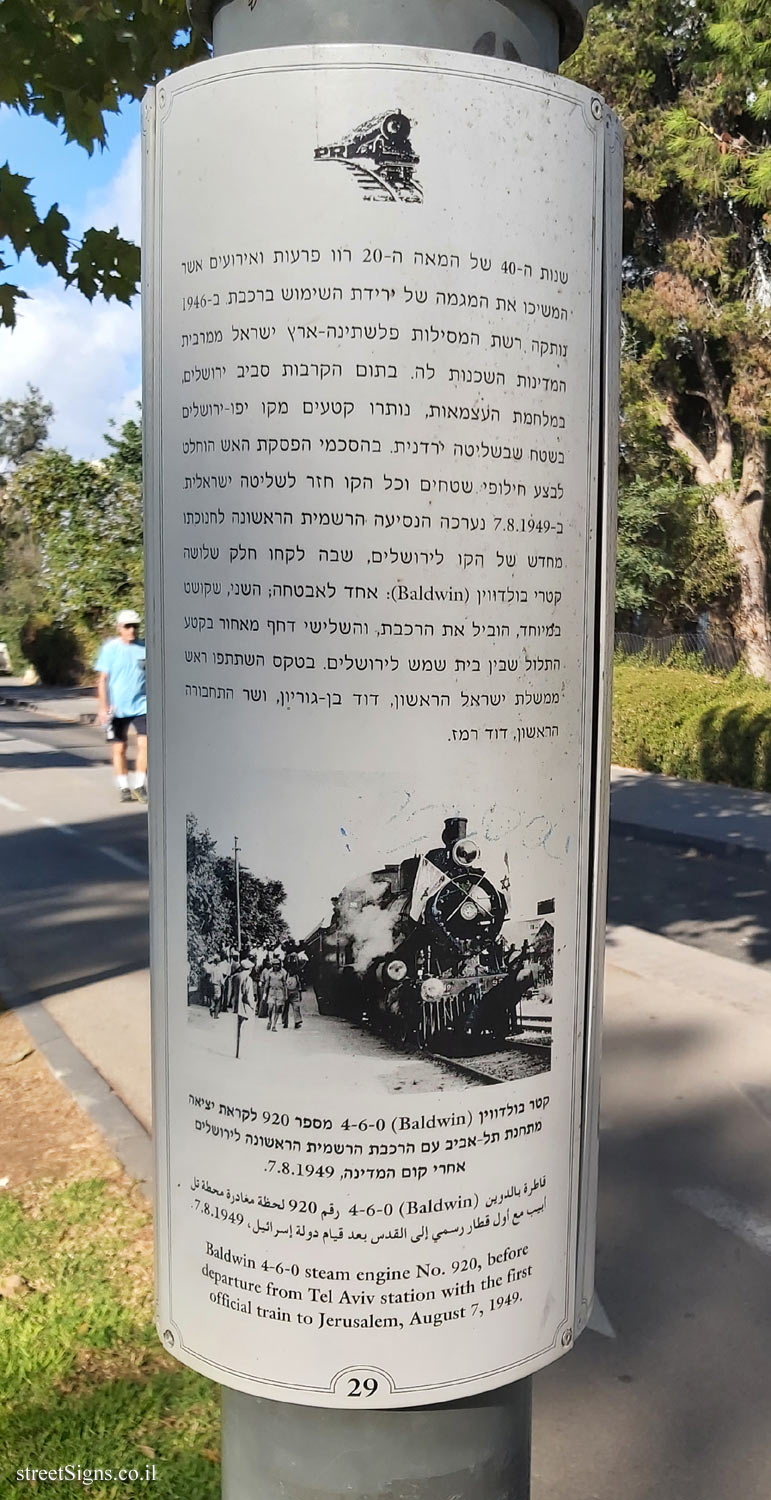 PR
שנות ה-40 של המאה ה-20 רוו פרעות ואירועים אשר
המשיכו את המגמה של ירידת השימוש ברכבת. ב-1946
נותקה רשת המסילות פלשתינה-ארץ ישראל ממרבית
המדינות השכנות לה. בתום הקרבות סביב ירושלים,
במלחמת העצמאות, נותרו קטעים מקו יפו-ירושלים
בשטח שבשליטה ירדנית. בהסכמי הפסקת האש הוחלט
לבצע חילופי שטחים וכל הקו חזר לשליטה ישראלית.
ב-7.8.1949 נערכה הנסיעה הרשמית הראשונה לחנוכתו
מחדש של הקו לירושלים, שבה לקחו חלק שלושה
קטרי בולדווין (Baldwin): אחד לאבטחה; השני, שקושט
במיוחד, הוביל את הרכבת, והשלישי דחף מאחור בקטע
התלול שבין בית שמש לירושלים. בטקס השתתפו ראש
ממשלת ישראל הראשון, דוד בן-גוריון, ושר התחבורה
הראשון, דוד רמז.
קטר בולדווין (Baldwin) 4-6-0 מספר 920 לקראת יציאה
מתחנת תל-אביב עם הרכבת הרשמית הראשונה לירושלים
אחרי קום המדינה, 7.8.1949.
قاطرة بالدوين (Baldwin) 4-6-0 رقم 920 لحظة مغادرة محطة تل
أبيب مع أول قطار رسمي إلى القدس بعد قيام دولة إسرائيل، 7.8.1949.
Baldwin 4-6-0 steam engine No. 920, before
departure from Tel Aviv station with the first
official train to Jerusalem, August 7, 1949.
29
streetSigns.co.il